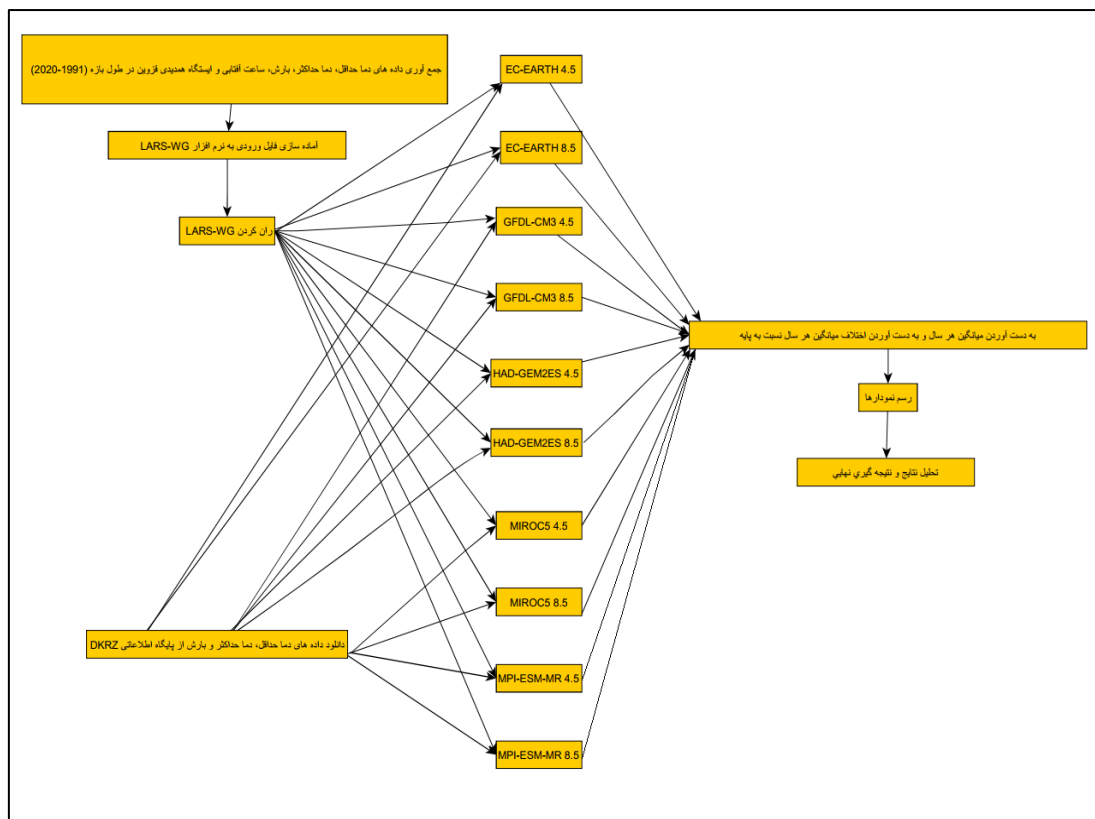 جمع آوری داده های دما حداقل، دما حداکثر، بارش، ساعت آفتابی و ایستگاه همدیدی قزوین در طول بازه (1991-2020)
آماده سازی فایل ورودی به نرم افزار LARS-WG
ران کردن LARS-WG
دانلود داده های دما حداقل، دما حداکثر و بارش از پایگاه اطلاعاتی DKRZ
EC-EARTH 4.5
EC-EARTH 8.5
GFDL-CM3 4.5
GFDL-CM3 8.5
HAD-GEM2ES 4.5
HAD-GEM2ES 8.5
MIROC5 4.5
MIROC5 8.5
MPI-ESM-MR 4.5
MPI-ESM-MR 8.5
به دست آوردن میانگین هر سال و به دست آوردن اختلاف میانگین هر سال نسبت به پایه
رسم نمودارها
تحلیل نتایج و نتیجه گیري نهایي